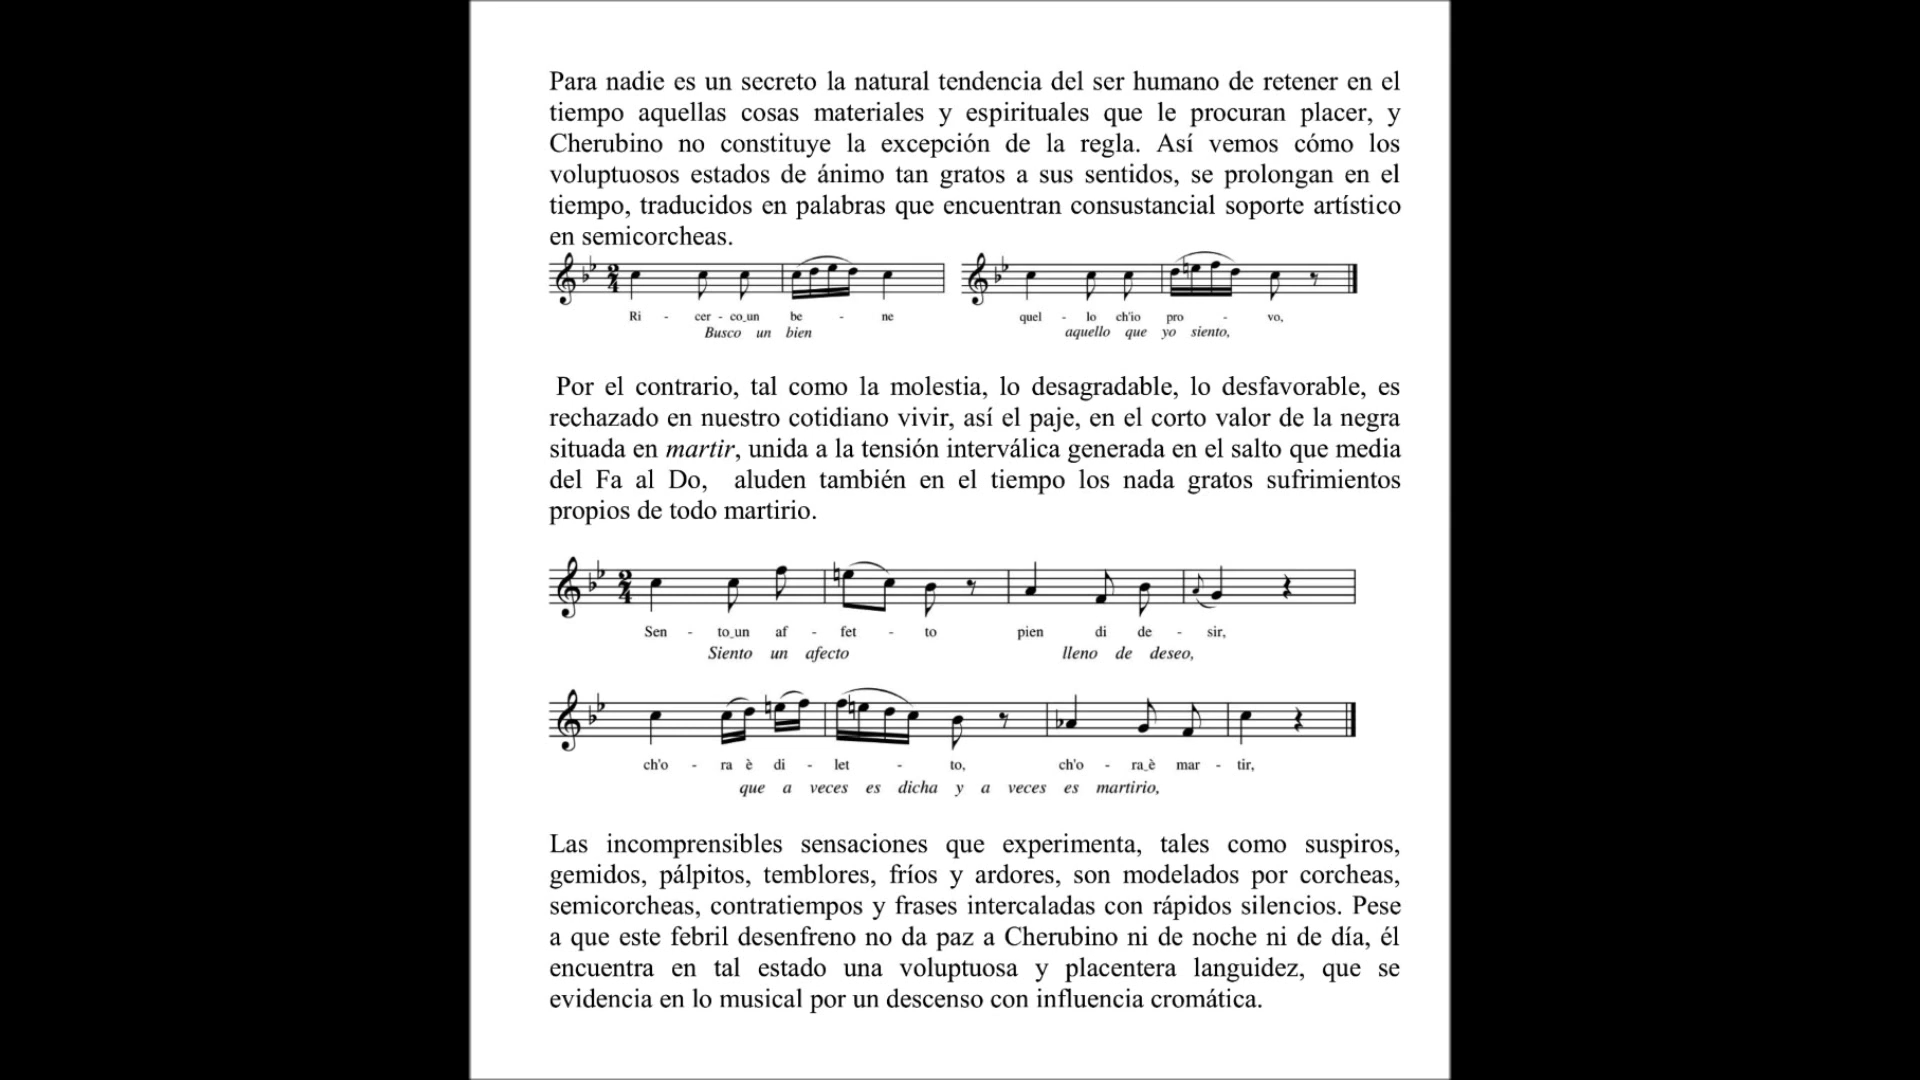 Para nadie es un secreto la natural tendencia del ser humano de retener en el
tiempo aquellas cosas materiales y espirituales que le procuran placer, y
Cherubino no constituye la excepción de la regla. Así vemos cómo los
voluptuosos estados de ánimo tan gratos a sus sentidos, se prolongan en el
tiempo, traducidos en palabras que encuentran consustancial soporte artístico
en semicorcheas.
2 4
Ri - cer - co‿un be - ne quel - lo ch'io pro - vo,
Busco un bien aquello que yo siento,
Por el contrario, tal como la molestia, lo desagradable, lo desfavorable, es
rechazado en nuestro cotidiano vivir, así el paje, en el corto valor de la negra
situada en martir, unida a la tensión interválica generada en el salto que media
del Fa al Do, aluden también en el tiempo los nada gratos sufrimientos
propios de todo martirio.
2 4
Sen - to‿un af - fet - to pien di de - sir,
Siento un afecto lleno de deseo,
ch'o - ra è di - let - to, ch'o - ra‿è mar - tir,
que a veces es dicha y a veces es martirio,
Las incomprensibles sensaciones que experimenta, tales como suspiros,
gemidos, pálpitos, temblores, fríos y ardores, son modelados por corcheas,
semicorcheas, contratiempos y frases intercaladas con rápidos silencios. Pese
a que este febril desenfreno no da paz a Cherubino ni de noche ni de día, él
encuentra en tal estado una voluptuosa y placentera languidez, que se
evidencia en lo musical por un descenso con influencia cromática.